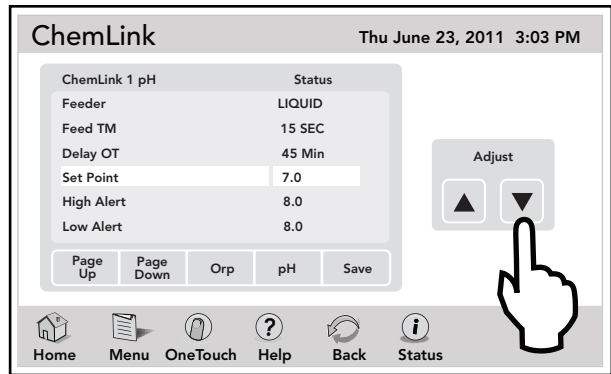 ChemLink Thu June 23, 2011 3:03 PM
ChemLink 1 pH Status
Feeder LIQUID
Feed TM 15 SEC
Delay OT 45 Min
Set Point 7.0
High Alert 8.0
Low Alert 8.0
Adjust
Page Up Page Down Orp pH Save
Home Menu OneTouch Help Back Status